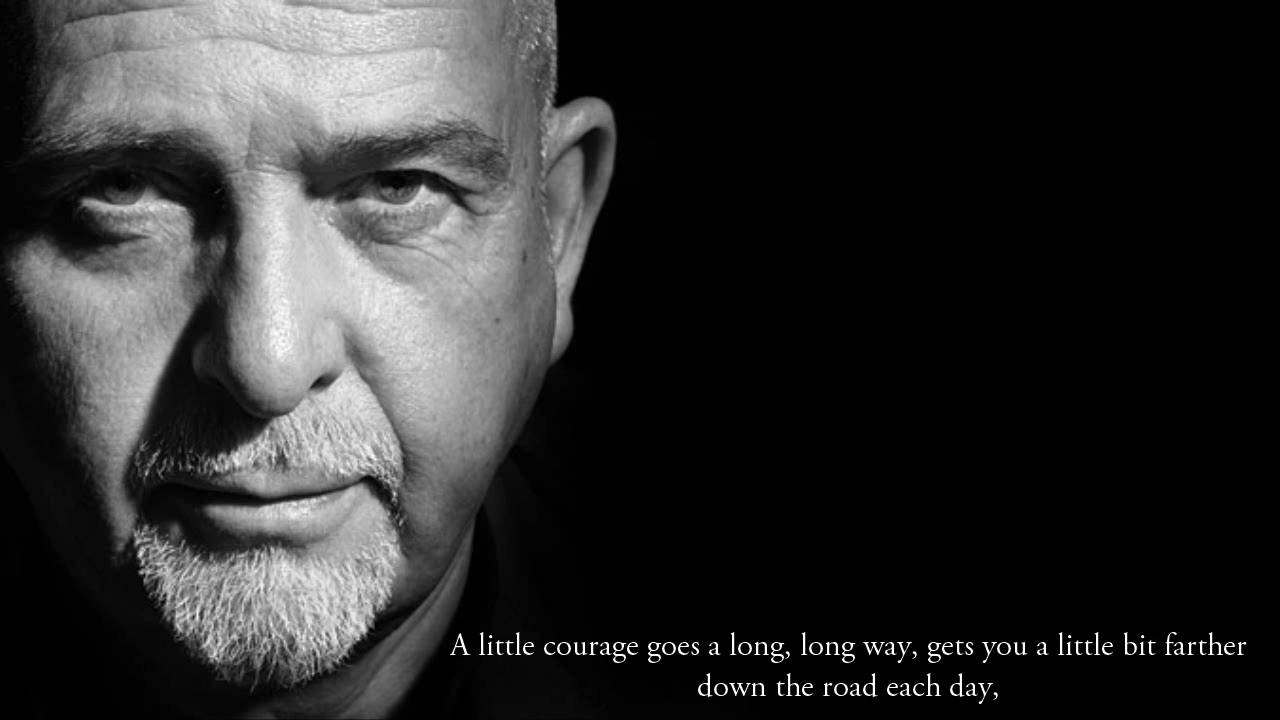 A little courage goes a long, long way, gets you a little bit farther
down the road each day,